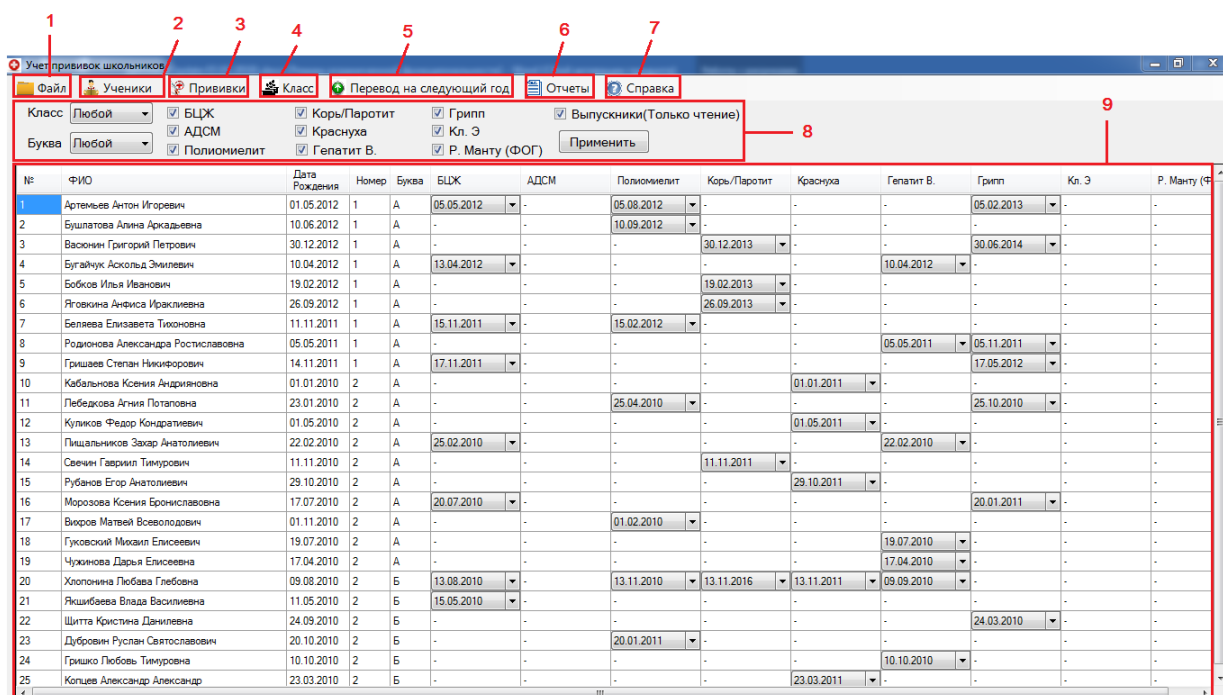 1 2 3 4 5 6 7
Учет прививок школьников
Файл Ученики Прививки Класс Перевод на следующий год Отчеты Справка
9
Класс Любой БЦЖ Корь/Паротит Грипп Выпускники(Только чтение)
АДСМ Краснуха Кл. Э 8
Буква Любой Полиомиелит Гепатит В. Р. Манту (ФОГ) Применить
№ ФИО Дата Рождения Номер Буква БЦЖ АДСМ Полиомиелит Корь/Паротит Краснуха Гепатит В. Грипп Кл. Э Р. Манту (Ф
1 Артемьев Антон Игоревич 01.05.2012 1 А 05.05.2012 - 05.08.2012 - - - 05.02.2013 - -
2 Бушлатова Алина Аркадьевна 10.06.2012 1 А - - 10.09.2012 - - - - - -
3 Васюнин Григорий Петрович 30.12.2012 1 А - - - 30.12.2013 - - 30.06.2014 - -
4 Бугайчук Аскольд Эмилевич 10.04.2012 1 А 13.04.2012 - - - - 10.04.2012 - - -
5 Бобков Илья Иванович 19.02.2012 1 А - - - 19.02.2013 - - - - -
6 Яговкина Анфиса Ираклиевна 26.09.2012 1 А - - - 26.09.2013 - - - - -
7 Беляева Елизавета Тихоновна 11.11.2011 1 А 15.11.2011 - 15.02.2012 - - - - - -
8 Родионова Александра Ростиславовна 05.05.2011 1 А - - - - - 05.05.2011 05.11.2011 - -
9 Гришаев Степан Никифорович 14.11.2011 1 А 17.11.2011 - - - - - 17.05.2012 - -
10 Кабальнова Ксения Андрияновна 01.01.2010 2 А - - - - 01.01.2011 - - - -
11 Лебедкова Агния Потаповна 23.01.2010 2 А - - 25.04.2010 - - - 25.10.2010 - -
12 Куликов Федор Кондратиевич 01.05.2010 2 А - - - - 01.05.2011 - - - -
13 Пищальников Захар Анатолиевич 22.02.2010 2 А 25.02.2010 - - - - 22.02.2010 - - -
14 Свечин Гавриил Тимурович 11.11.2010 2 А - - - 11.11.2011 - - - - -
15 Рубанов Егор Анатолиевич 29.10.2010 2 А - - - - 29.10.2011 - - - -
16 Морозова Ксения Брониславовна 17.07.2010 2 А 20.07.2010 - - - - - 20.01.2011 - -
17 Вихров Матвей Всеволодович 01.11.2010 2 А - - 01.02.2010 - - - - - -
18 Гуковский Михаил Елисеевич 19.07.2010 2 А - - - - - 19.07.2010 - - -
19 Чужинова Дарья Елисеевна 17.04.2010 2 А - - - - - 17.04.2010 - - -
20 Хлопонина Любава Глебовна 09.08.2010 2 Б 13.08.2010 - 13.11.2010 13.11.2016 13.11.2011 09.09.2010 - - -
21 Якшибаева Влада Василиевна 11.05.2010 2 Б 15.05.2010 - - - - - - - -
22 Шитта Кристина Данилевна 24.09.2010 2 Б - - - - - - 24.03.2010 - -
23 Дубровин Руслан Святославович 20.10.2010 2 Б - - 20.01.2011 - - - - - -
24 Гришко Любовь Тимуровна 10.10.2010 2 Б - - - - - 10.10.2010 - - -
25 Копцев Александр Александр 23.03.2010 2 Б - - - - 23.03.2011 - - - -